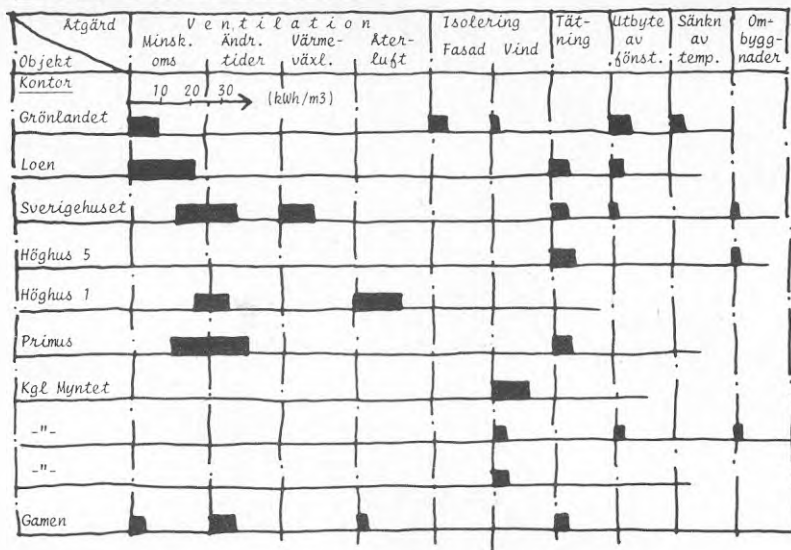 Åtgärd Ventilation Isolering Tät- Utbyte Sänkn Om-
Minsk. Ändr. Värme- Åter- Fasad Vind ning av av bygg-
Objekt oms tider växl. luft fönst. temp. nader
Kontor 10 20 30 (kWh/m3)
Grönlandet
Loen
Sverigehuset
Höghus 5
Höghus 1
Primus
Kgl Myntet
-"-
-"-
Gamen